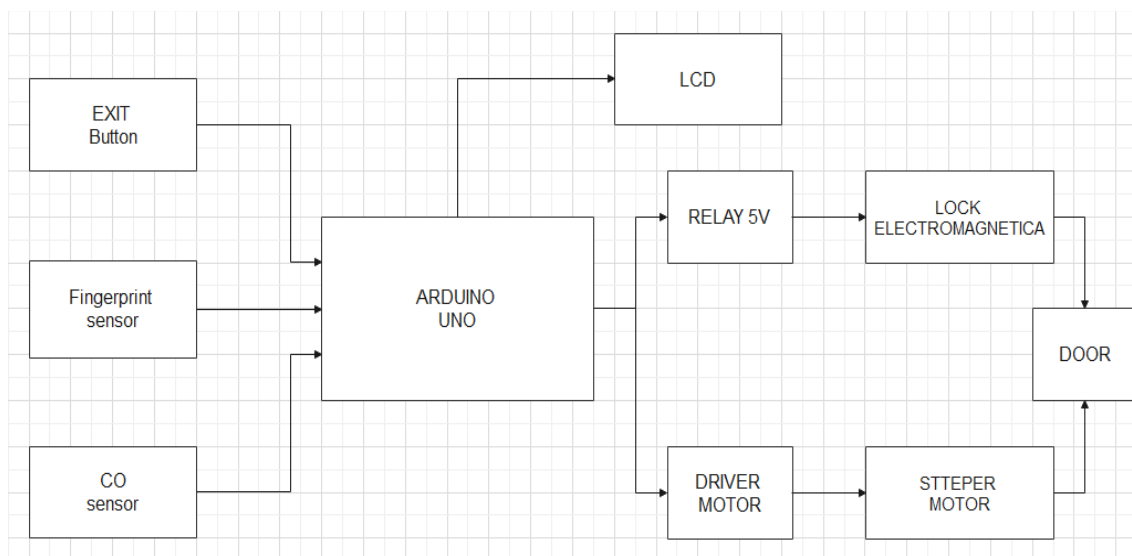 LCD
EXIT
Button
RELAY 5V
LOCK
ELECTROMAGNETICA
Fingerprint
sensor
ARDUINO
UNO
DOOR
CO
sensor
DRIVER
MOTOR
STTEPER
MOTOR